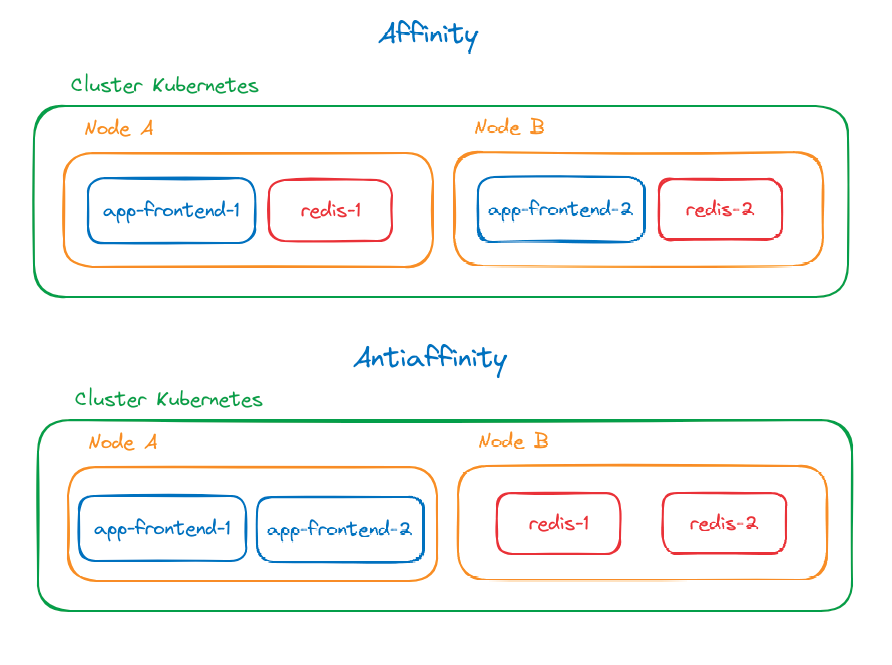 Affinity
Cluster Kubernetes
Node A
Node B
app-frontend-1
redis-1
app-frontend-2
redis-2
Antiaffinity
Cluster Kubernetes
Node A
Node B
app-frontend-1
app-frontend-2
redis-1
redis-2